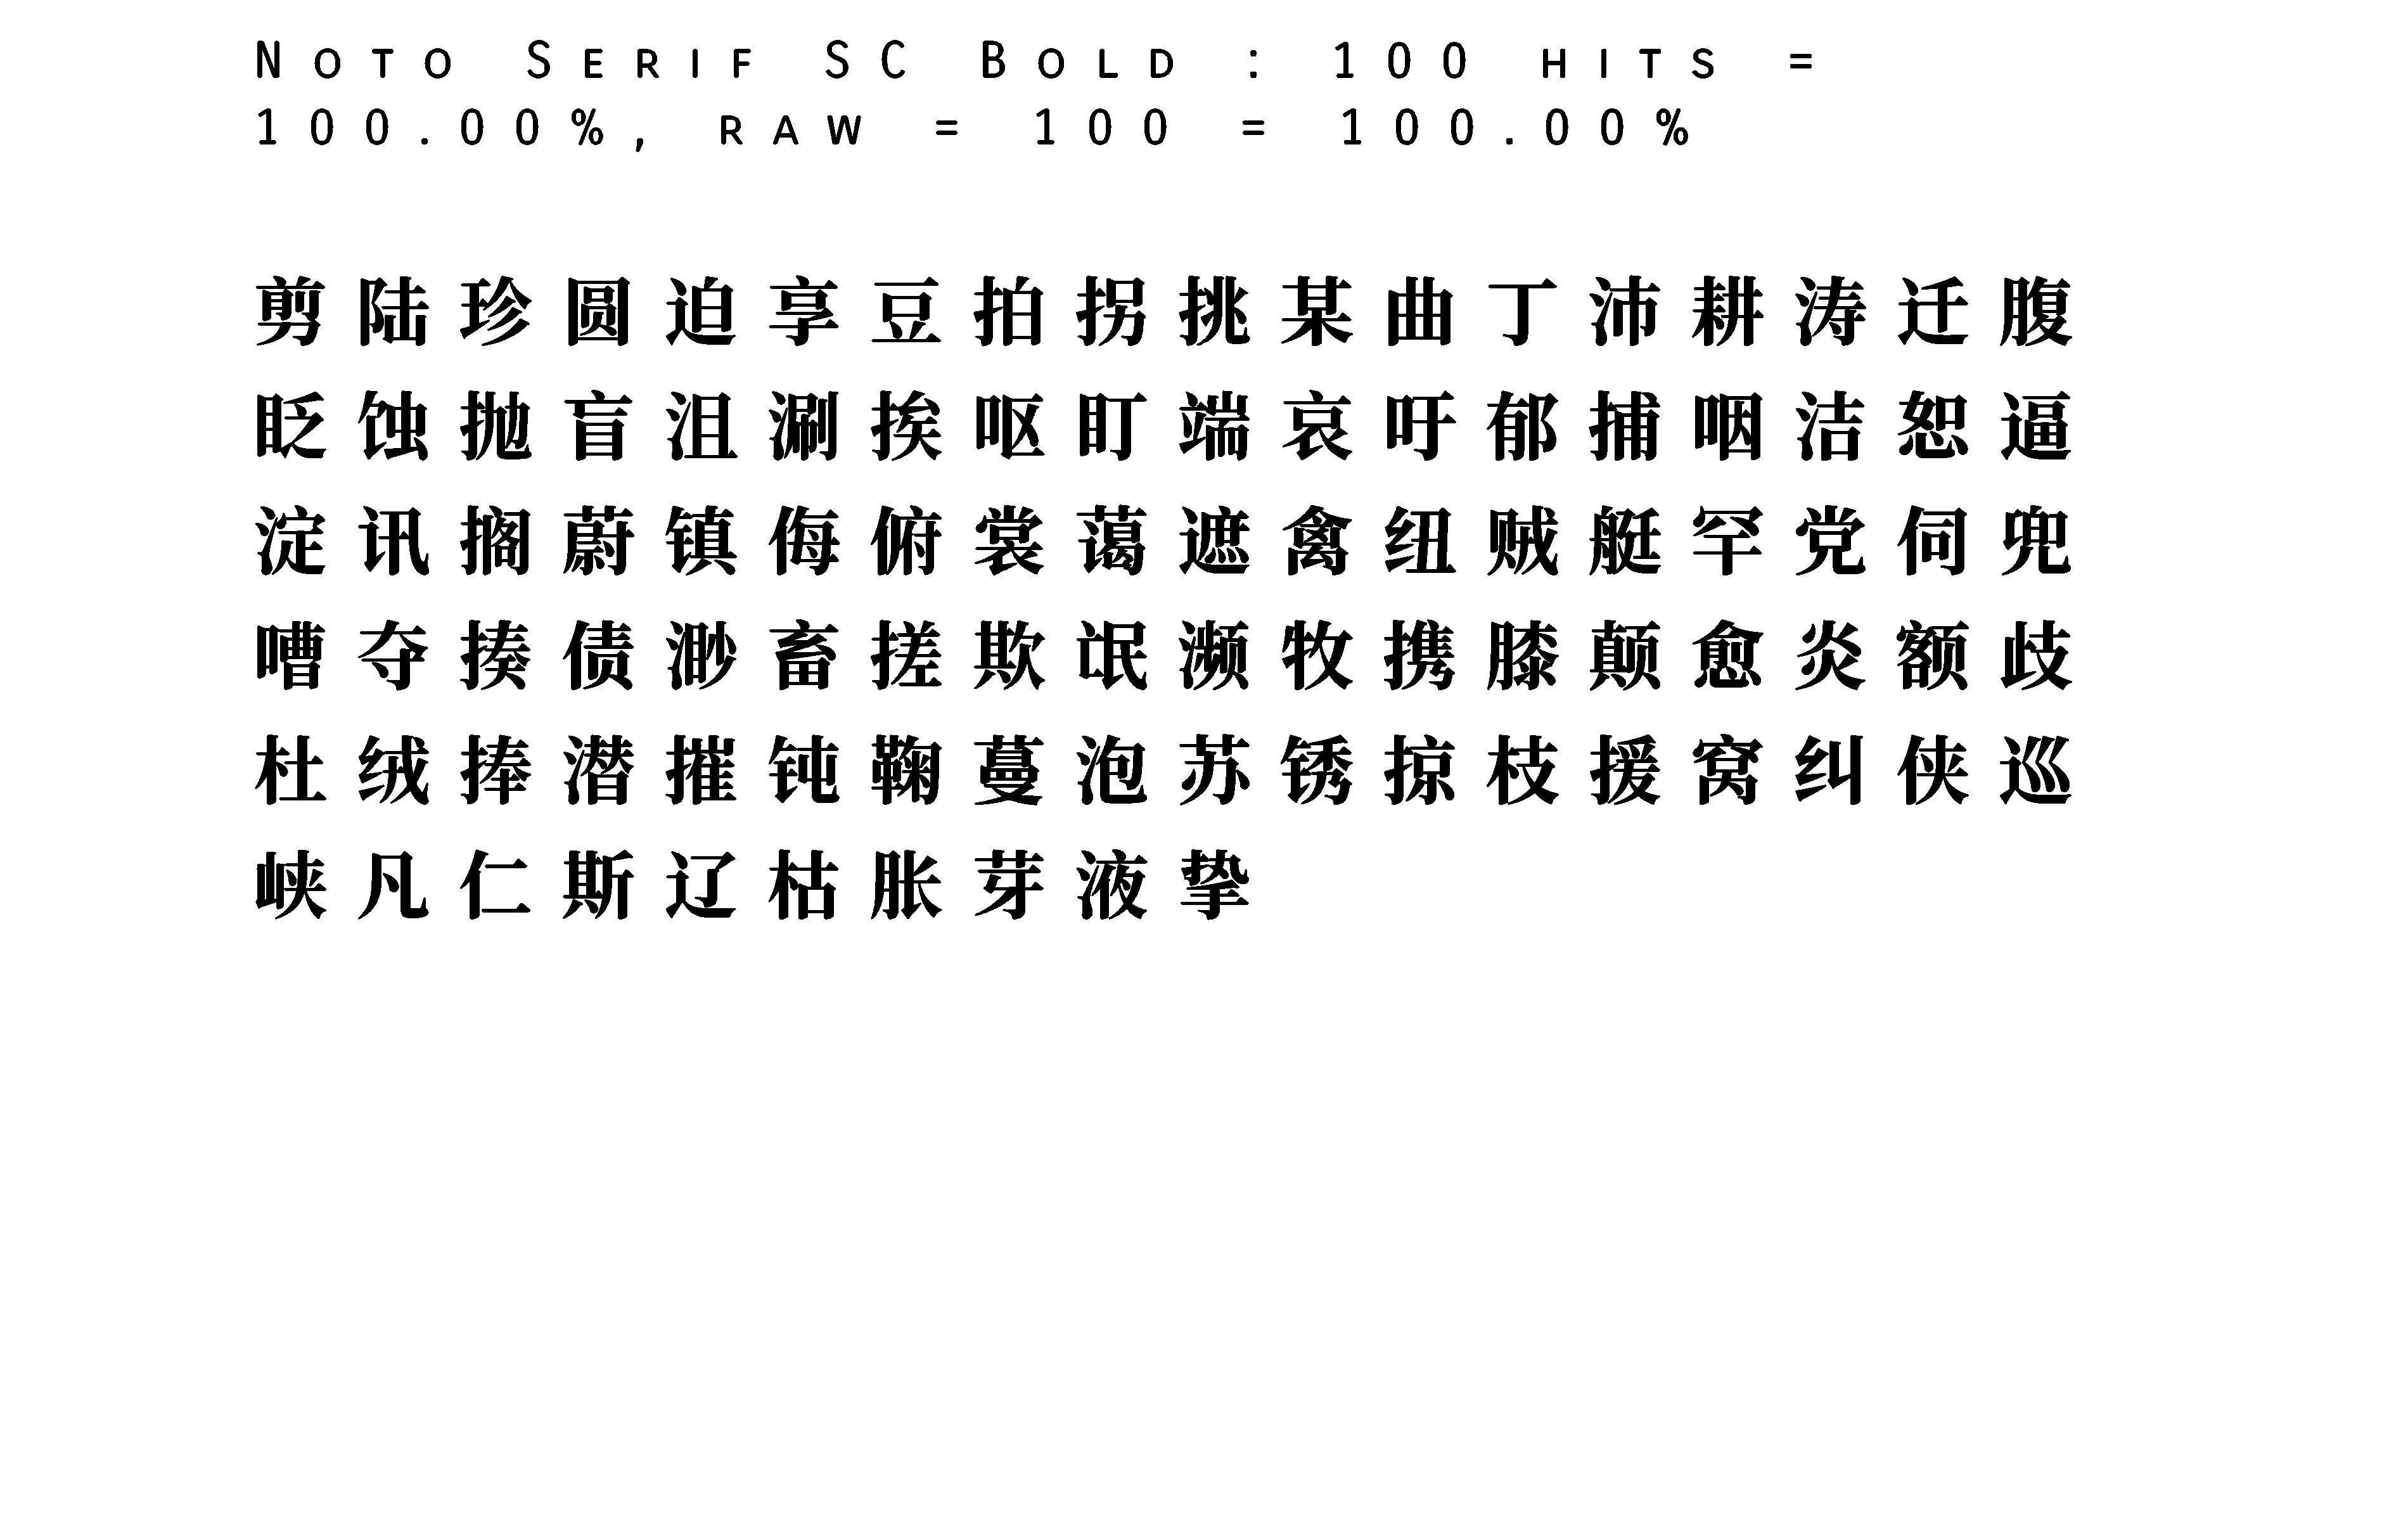 Noto Serif SC Bold : 100 hits =
100.00%, raw = 100 = 100.00%
剪陆珍圆迫享豆拍拐挑某曲丁沛耕涛迁腹
眨蚀抛盲沮涮挨呕盯端哀吁郁捕咽洁恕逼
淀讯搁蔚镇侮俯裳蔼遮禽纽贼艇罕党伺兜
嘈夺揍债渺畜搓欺氓濒牧携膝颠愈炎额歧
杜绒捧潜摧钝鞠蔓泡苏锈掠枝援窝纠侠巡
峡凡仁斯辽枯胀芽液挚